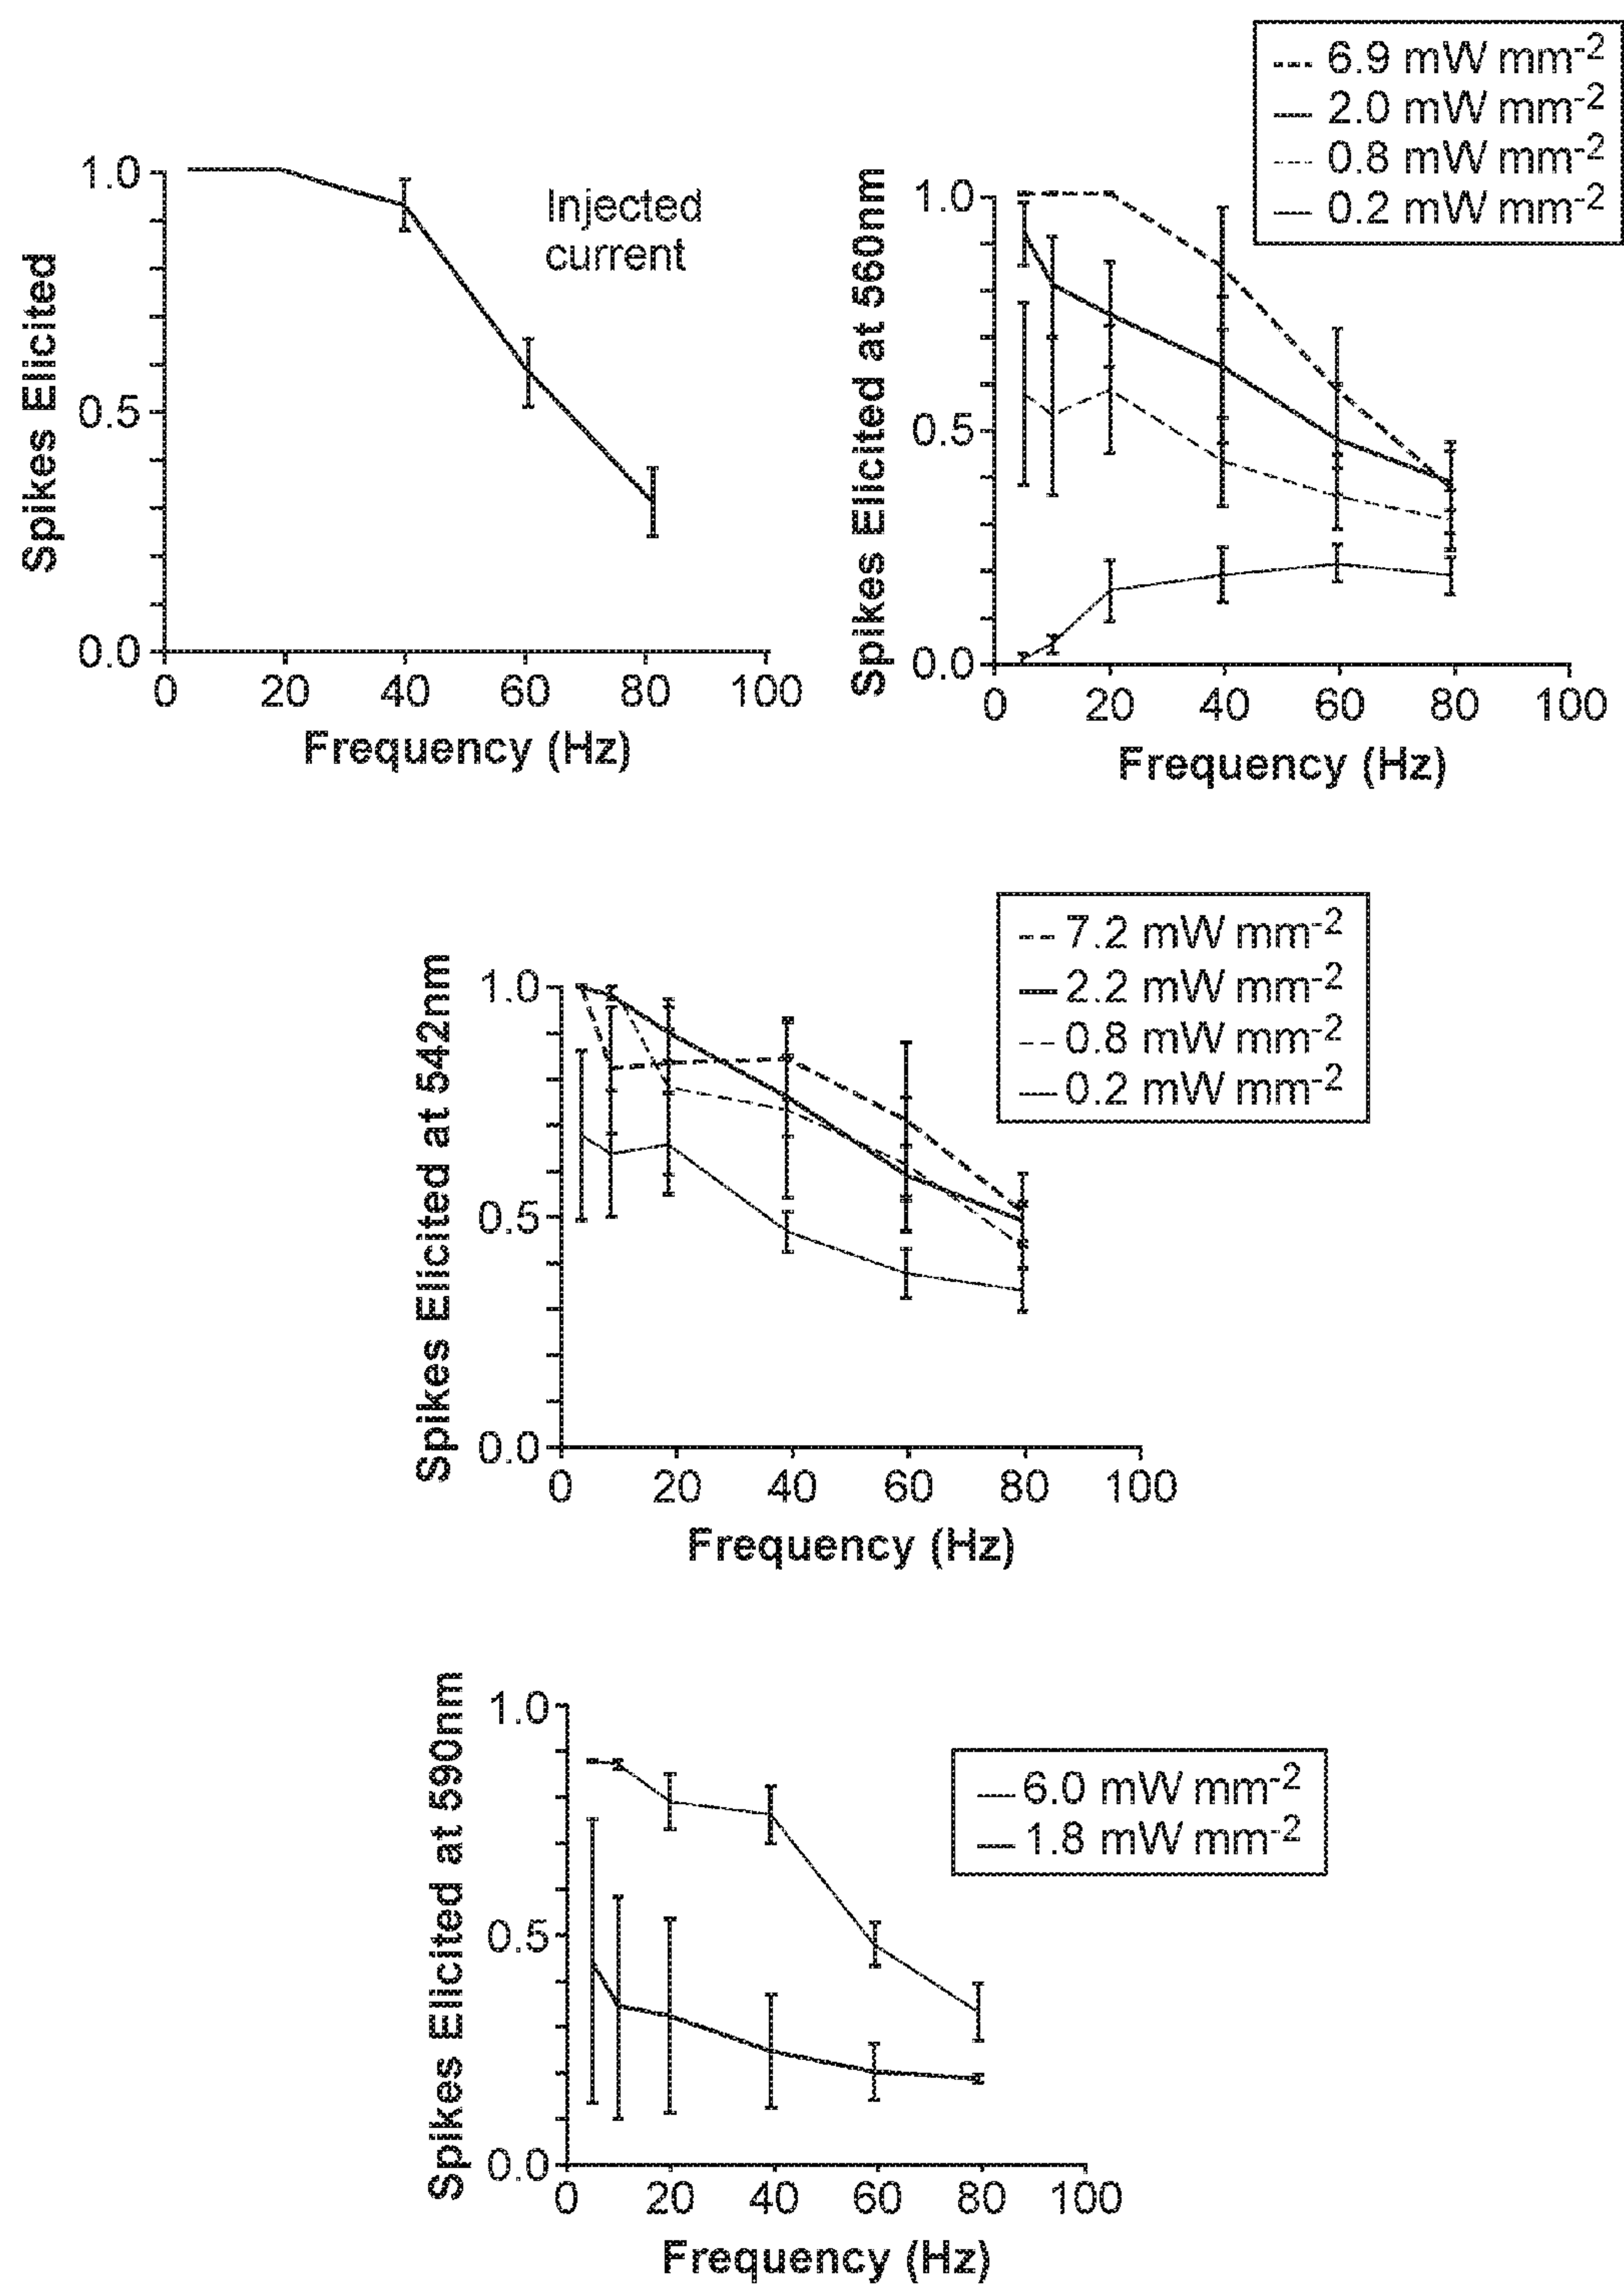 6.9 mW mm-2
2.0 mW mm-2
0.8 mW mm-2
0.2 mW mm-2
Spikes Elicited
1.0
0.5
0.0
Injected
current
0 20 40 60 80 100
Frequency (Hz)
Spikes Elicited at 560nm
1.0
0.5
0.0
0 20 40 60 80 100
Frequency (Hz)
7.2 mW mm-2
2.2 mW mm-2
0.8 mW mm-2
0.2 mW mm-2
Spikes Elicited at 542nm
1.0
0.5
0.0
0 20 40 60 80 100
Frequency (Hz)
Spikes Elicited at 590nm
1.0
0.5
0.0
6.0 mW mm-2
1.8 mW mm-2
0 20 40 60 80 100
Frequency (Hz)